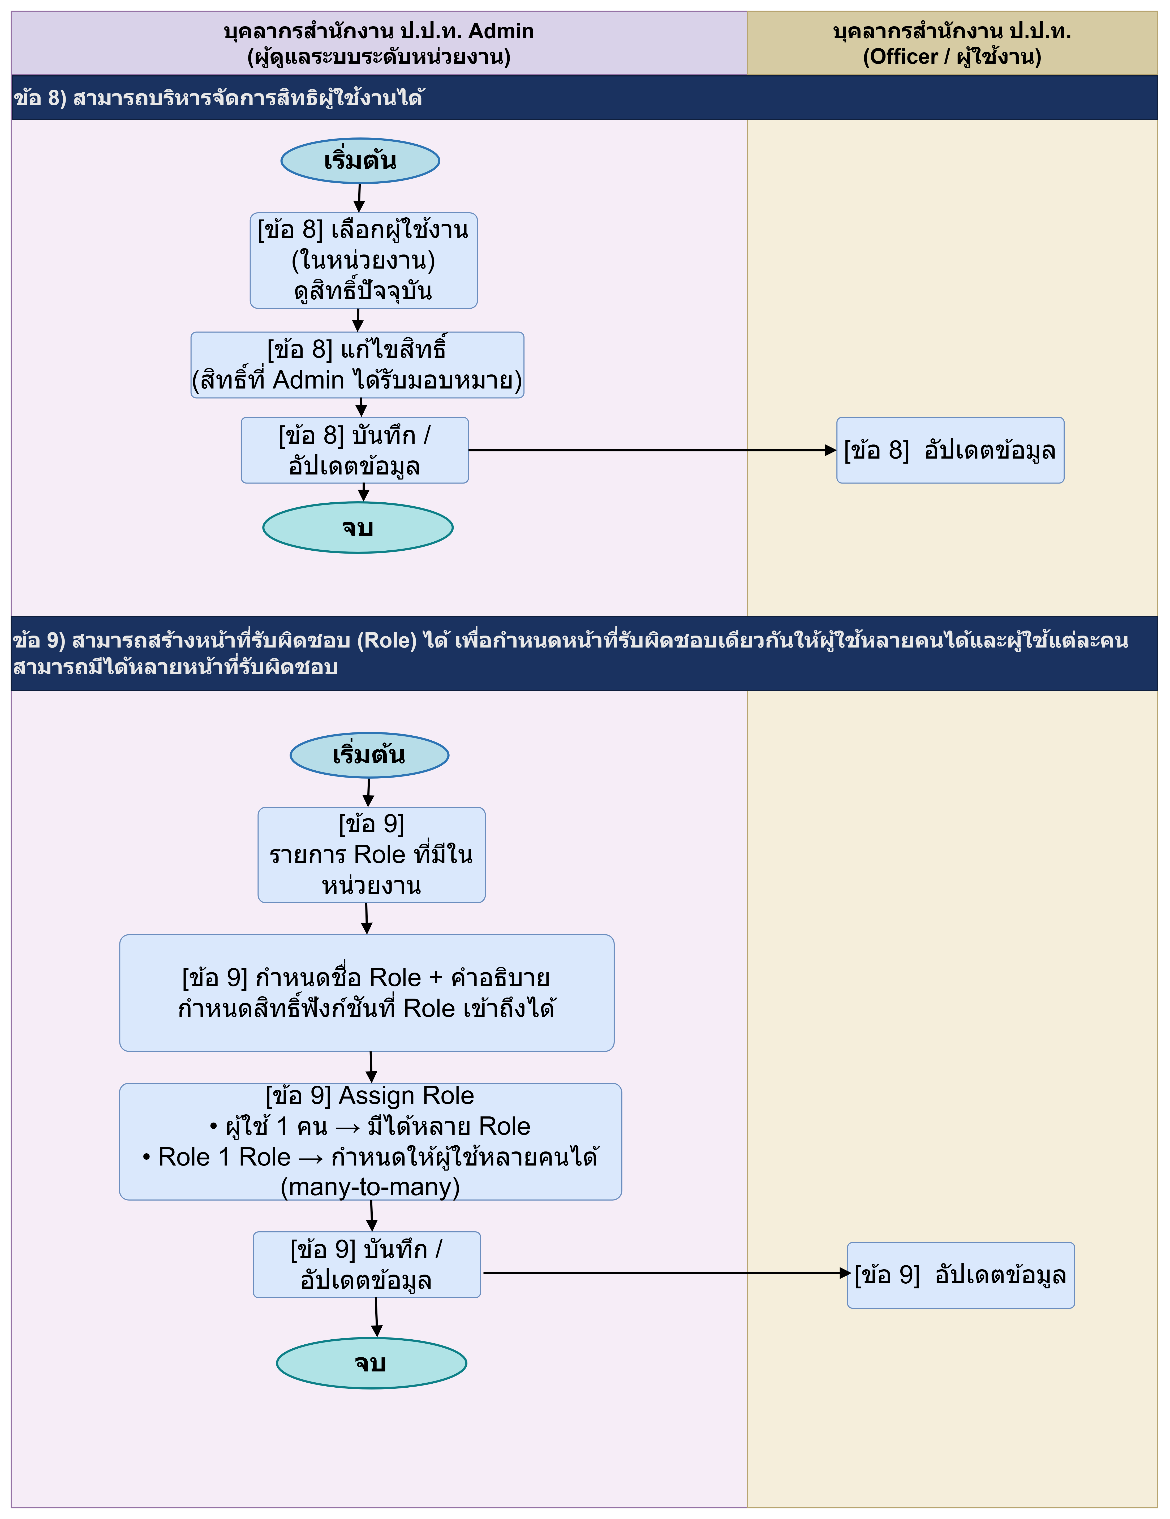 บุคลากรสำนักงาน ป.ป.ท. Admin
(ผู้ดูแลระบบระดับหน่วยงาน)
บุคลากรสำนักงาน ป.ป.ท.
(Officer / ผู้ใช้งาน)
ข้อ 8) สามารถบริหารจัดการสิทธิผู้ใช้งานได้
เริ่มต้น
[ข้อ 8] เลือกผู้ใช้งาน
(ในหน่วยงาน)
ดูสิทธิ์ปัจจุบัน
[ข้อ 8] แก้ไขสิทธิ์
(สิทธิ์ที่ Admin ได้รับมอบหมาย)
[ข้อ 8] บันทึก /
อัปเดตข้อมูล
[ข้อ 8]  อัปเดตข้อมูล
จบ
ข้อ 9) สามารถสร้างหน้าที่รับผิดชอบ (Role) ได้ เพื่อกำหนดหน้าที่รับผิดชอบเดียวกันให้ผู้ใช้หลายคนได้และผู้ใช้แต่ละคน
สามารถมีได้หลายหน้าที่รับผิดชอบ
เริ่มต้น
[ข้อ 9]
รายการ Role ที่มีใน
หน่วยงาน
[ข้อ 9] กำหนดชื่อ Role + คำอธิบาย
กำหนดสิทธิ์ฟังก์ชันที่ Role เข้าถึงได้
[ข้อ 9] Assign Role
• ผู้ใช้ 1 คน → มีได้หลาย Role
• Role 1 Role → กำหนดให้ผู้ใช้หลายคนได้
(many-to-many)
[ข้อ 9] บันทึก /
อัปเดตข้อมูล
[ข้อ 9]  อัปเดตข้อมูล
จบ